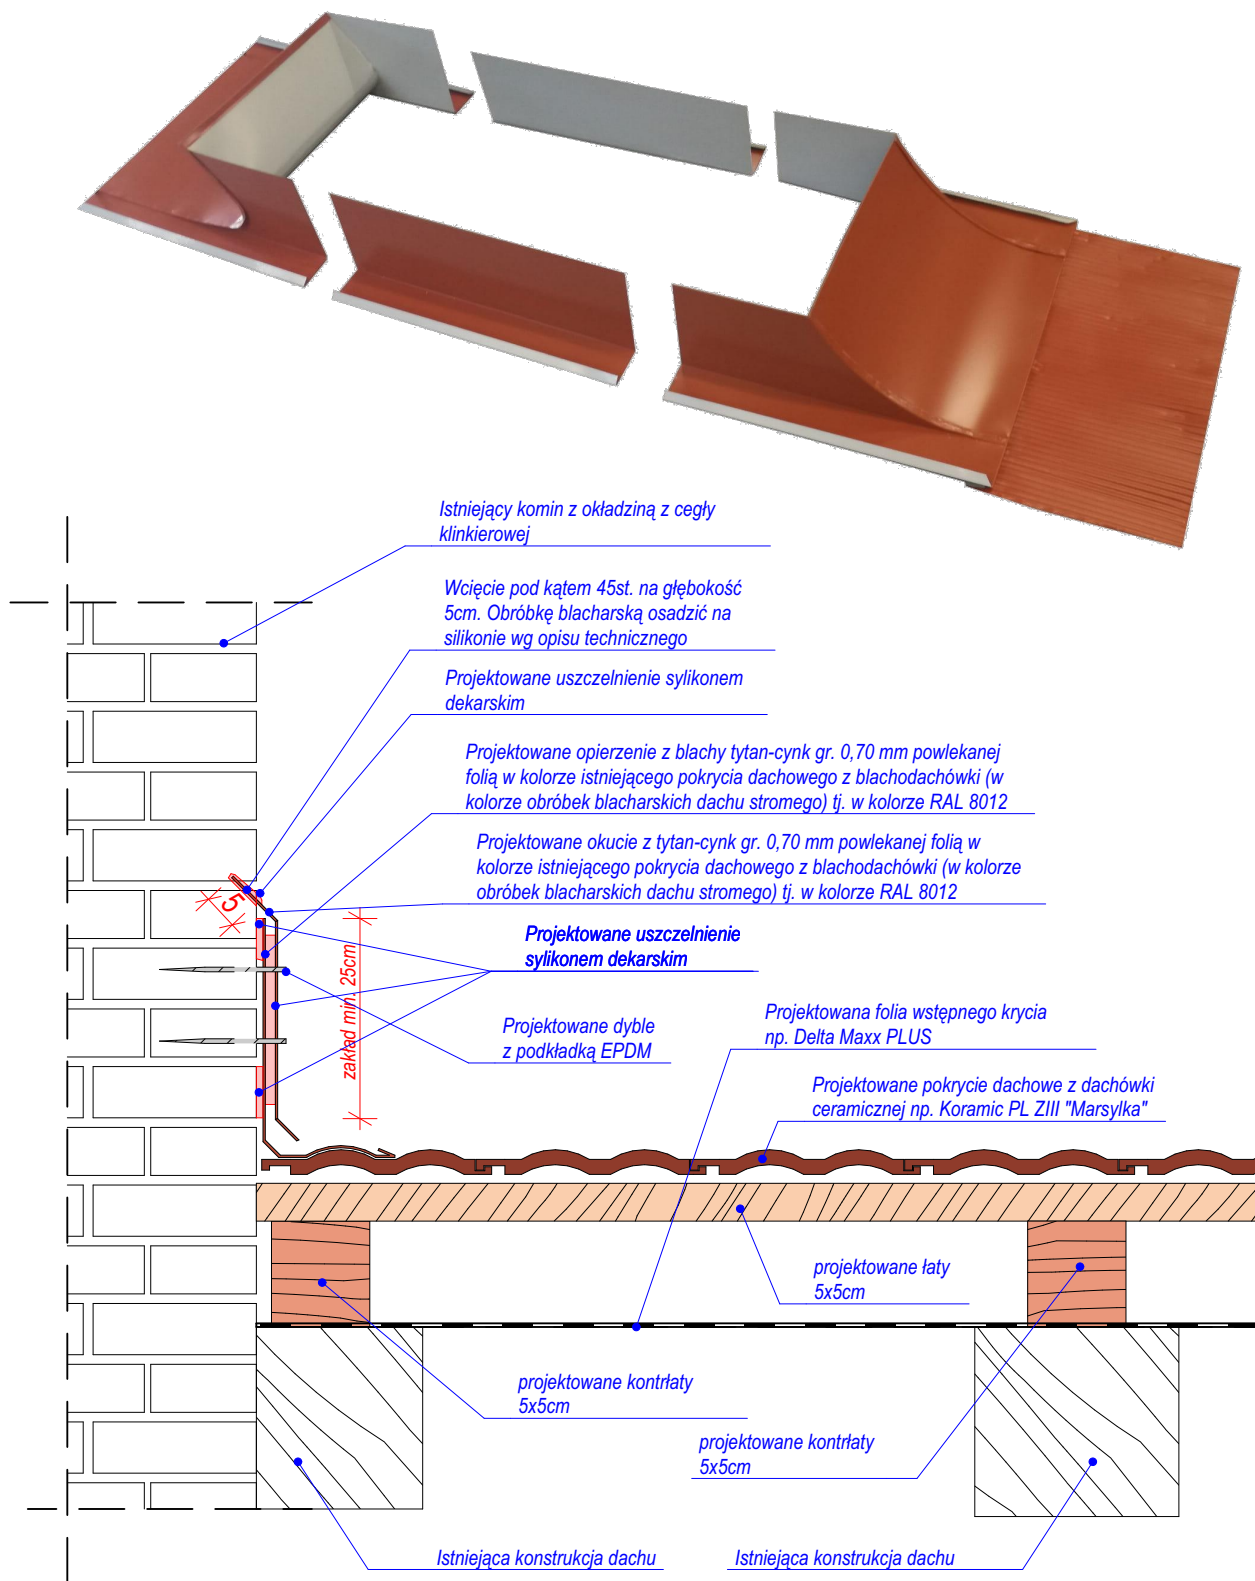 Istniejący komin z okładziną z cegły
klinkierowej
Wcięcie pod kątem 45st. na głębokość
5cm. Obróbkę blacharską osadzić na
silikonie wg opisu technicznego
Projektowane uszczelnienie sylikonem
dekarskim
Projektowane opierzenie z blachy tytan-cynk gr. 0,70 mm powlekanej
folią w kolorze istniejącego pokrycia dachowego z blachodachówki (w
kolorze obróbek blacharskich dachu stromego) tj. w kolorze RAL 8012
Projektowane okucie z tytan-cynk gr. 0,70 mm powlekanej folią w
kolorze istniejącego pokrycia dachowego z blachodachówki (w kolorze
obróbek blacharskich dachu stromego) tj. w kolorze RAL 8012
5
zakład min. 25cm
Projektowane uszczelnienie
sylikonem dekarskim
Projektowane dyble
z podkładką EPDM
Projektowana folia wstępnego krycia
np. Delta Maxx PLUS
Projektowane pokrycie dachowe z dachówki
ceramicznej np. Koramic PL ZIII "Marsylka"
projektowane łaty
5x5cm
projektowane kontrłaty
5x5cm
projektowane kontrłaty
5x5cm
Istniejąca konstrukcja dachu
Istniejąca konstrukcja dachu